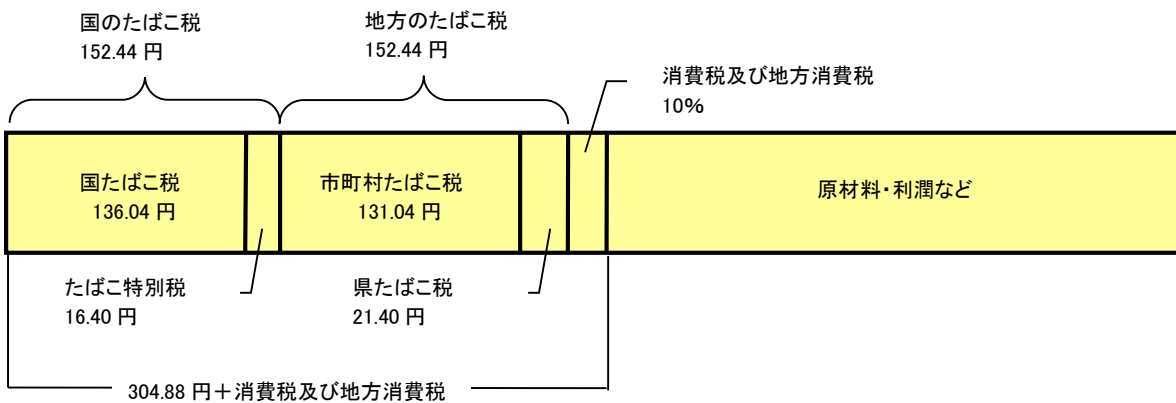 国のたばこ税
152.44 円
地方のたばこ税
152.44 円
消費税及び地方消費税
10%
国たばこ税
136.04 円
市町村たばこ税
131.04 円
原材料・利潤など
たばこ特別税
16.40 円
県たばこ税
21.40 円
304.88 円＋消費税及び地方消費税